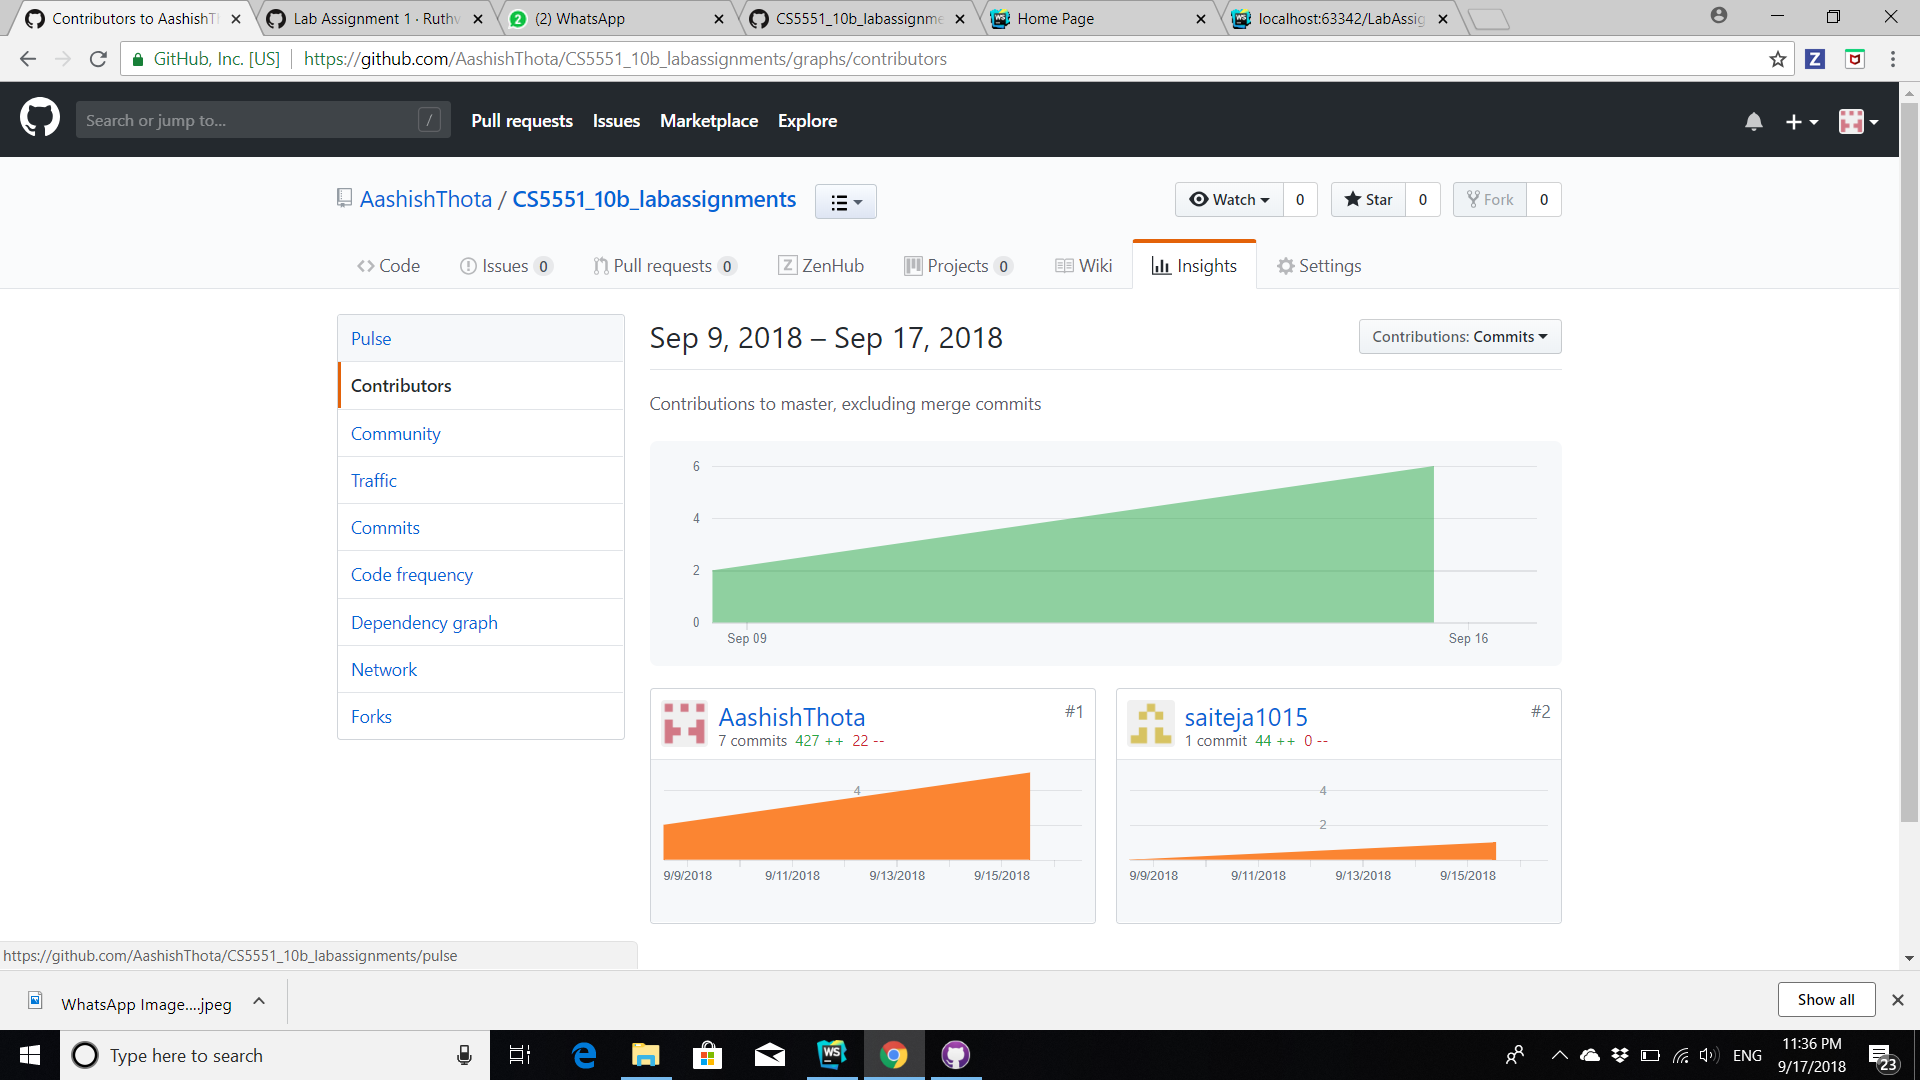 Contributors to AashishT
Lab Assignment 1 · Ruthv
2 (2) WhatsApp
CS5551_10b_labassignme
WS Home Page
WS localhost:63342/LabAssig
GitHub, Inc. [US] https://github.com/AashishThota/CS5551_10b_labassignments/graphs/contributors
Z
Search or jump to... /
Pull requests Issues Marketplace Explore
AashishThota / CS5551_10b_labassignments
Watch 0 Star 0 Fork 0
Code Issues 0 Pull requests 0 Z ZenHub Projects 0 Wiki Insights Settings
Pulse
Contributors
Community
Traffic
Commits
Code frequency
Dependency graph
Network
Forks
Sep 9, 2018 – Sep 17, 2018
Contributions: Commits
Contributions to master, excluding merge commits
6
4
2
0
Sep 09 Sep 16
AashishThota #1
7 commits 427 ++ 22 --
4
9/9/2018 9/11/2018 9/13/2018 9/15/2018
saiteja1015 #2
1 commit 44 ++ 0 --
4
2
9/9/2018 9/11/2018 9/13/2018 9/15/2018
https://github.com/AashishThota/CS5551_10b_labassignments/pulse
WhatsApp Image....jpeg
Show all
Type here to search
WS
ENG
11:36 PM
9/17/2018
23